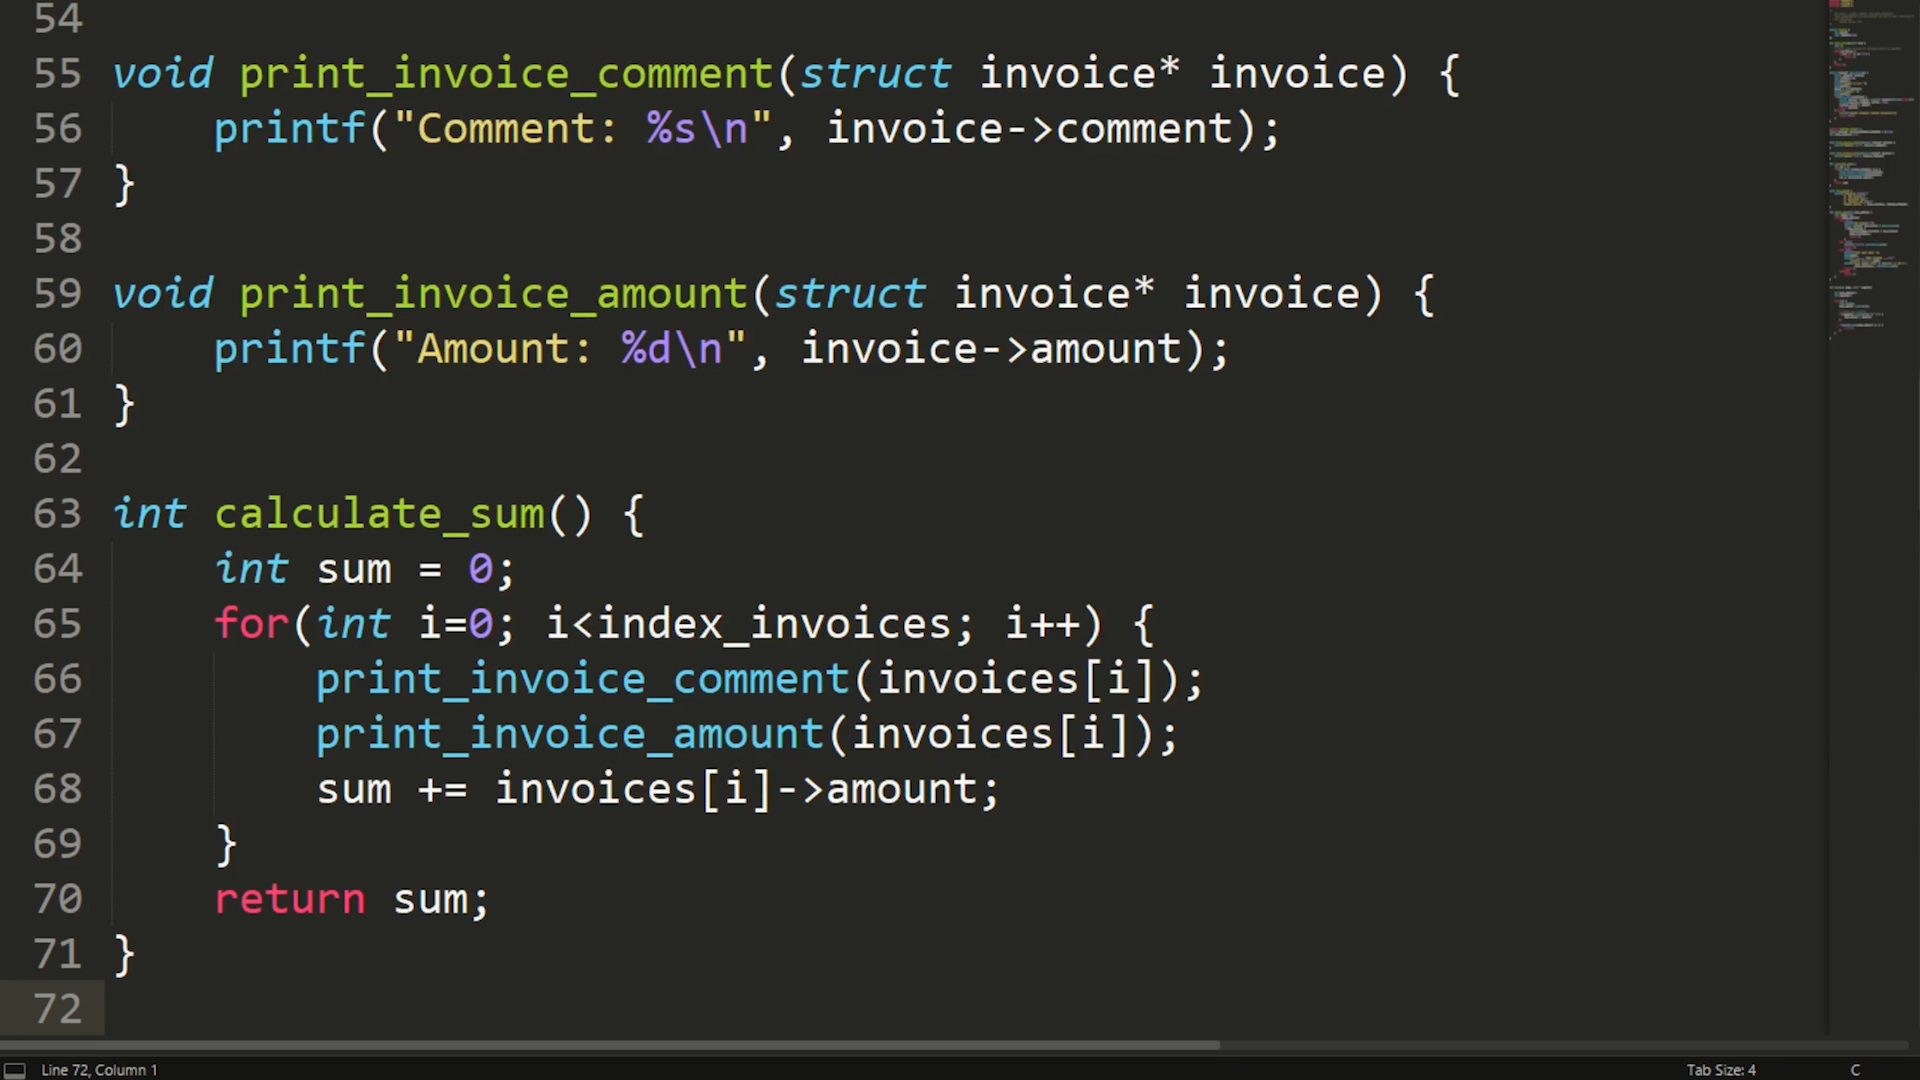 54
55 void print_invoice_comment(struct invoice* invoice) {
56     printf("Comment: %s\n", invoice->comment);
57 }
58
59 void print_invoice_amount(struct invoice* invoice) {
60     printf("Amount: %d\n", invoice->amount);
61 }
62
63 int calculate_sum() {
64     int sum = 0;
65     for(int i=0; i<index_invoices; i++) {
66         print_invoice_comment(invoices[i]);
67         print_invoice_amount(invoices[i]);
68         sum += invoices[i]->amount;
69     }
70     return sum;
71 }
72
Line 72, Column 1
Tab Size: 4
C